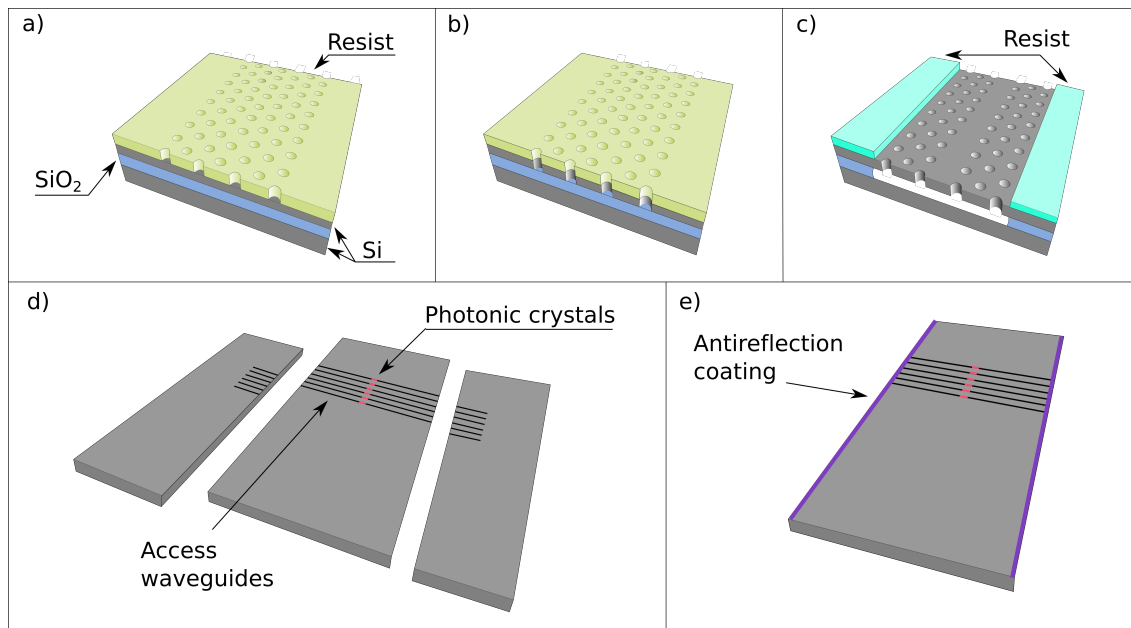 a)
Resist
SiO₂
Si
b)
c)
Resist
d)
Photonic crystals
Access
waveguides
e)
Antireflection
coating